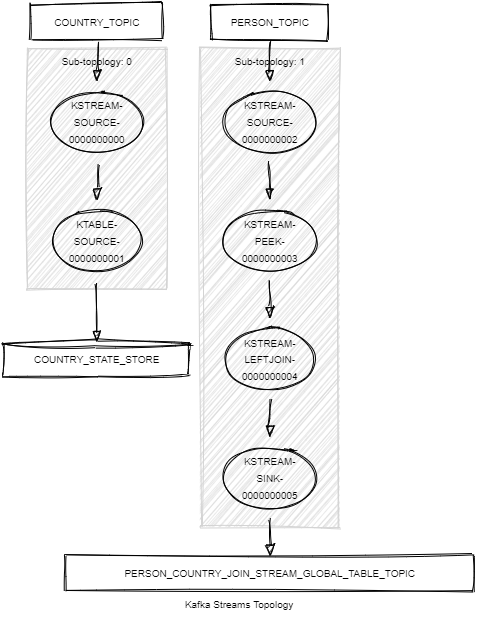 COUNTRY_TOPIC
PERSON_TOPIC
Sub-topology: 0
Sub-topology: 1
KSTREAM-
SOURCE-
0000000000
KSTREAM-
SOURCE-
0000000002
KTABLE-
SOURCE-
0000000001
KSTREAM-
PEEK-
0000000003
COUNTRY_STATE_STORE
KSTREAM-
LEFTJOIN-
0000000004
KSTREAM-
SINK-
0000000005
PERSON_COUNTRY_JOIN_STREAM_GLOBAL_TABLE_TOPIC
Kafka Streams Topology